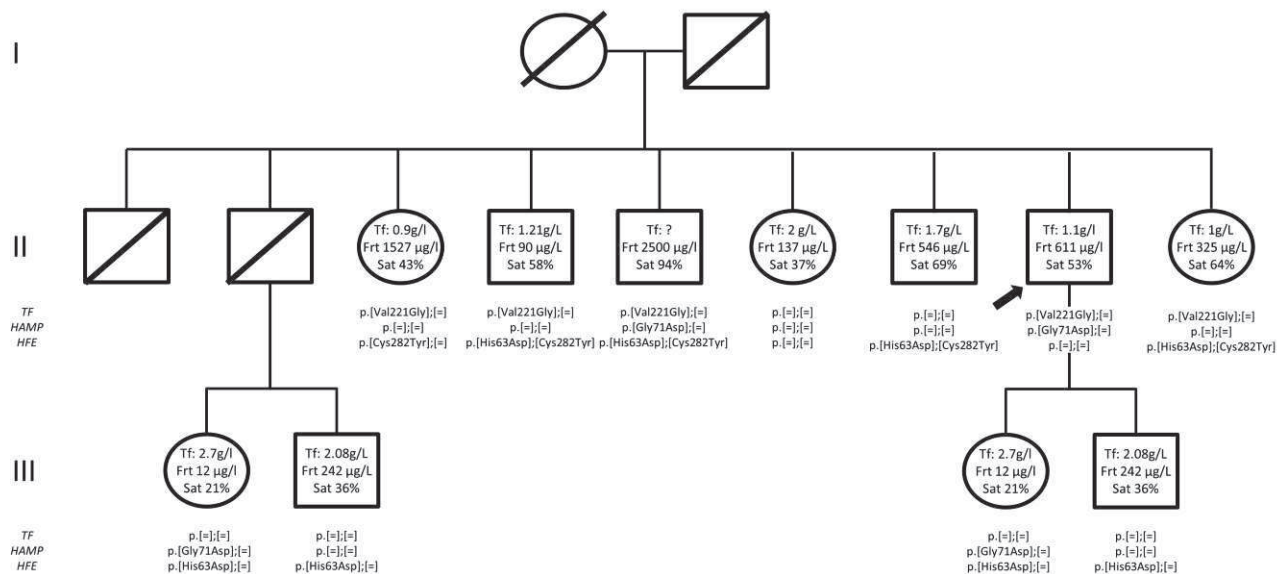 I
II
Tf: 0.9g/l
Frt 1527 µg/l
Sat 43%
Tf: 1.21g/L
Frt 90 µg/L
Sat 58%
Tf: ?
Frt 2500 µg/l
Sat 94%
Tf: 2 g/L
Frt 137 µg/L
Sat 37%
Tf: 1.7g/L
Frt 546 µg/L
Sat 69%
Tf: 1.1g/l
Frt 611 µg/L
Sat 53%
Tf: 1g/L
Frt 325 µg/L
Sat 64%
TF
HAMP
HFE
p.[Val221Gly];[=]
p.[=];[=]
p.[Cys282Tyr];[=]
p.[Val221Gly];[=]
p.[=];[=]
p.[His63Asp];[Cys282Tyr]
p.[Val221Gly];[=]
p.[Gly71Asp];[=]
p.[His63Asp];[Cys282Tyr]
p.[=];[=]
p.[=];[=]
p.[=];[=]
p.[=];[=]
p.[=];[=]
p.[His63Asp];[Cys282Tyr]
p.[Val221Gly];[=]
p.[Gly71Asp];[=]
p.[=];[=]
p.[Val221Gly];[=]
p.[=];[=]
p.[His63Asp];[Cys282Tyr]
III
Tf: 2.7g/l
Frt 12 µg/l
Sat 21%
Tf: 2.08g/L
Frt 242 µg/L
Sat 36%
Tf: 2.7g/l
Frt 12 µg/l
Sat 21%
Tf: 2.08g/L
Frt 242 µg/L
Sat 36%
TF
HAMP
HFE
p.[=];[=]
p.[Gly71Asp];[=]
p.[His63Asp];[=]
p.[=];[=]
p.[=];[=]
p.[His63Asp];[=]
p.[=];[=]
p.[Gly71Asp];[=]
p.[His63Asp];[=]
p.[=];[=]
p.[=];[=]
p.[His63Asp];[=]